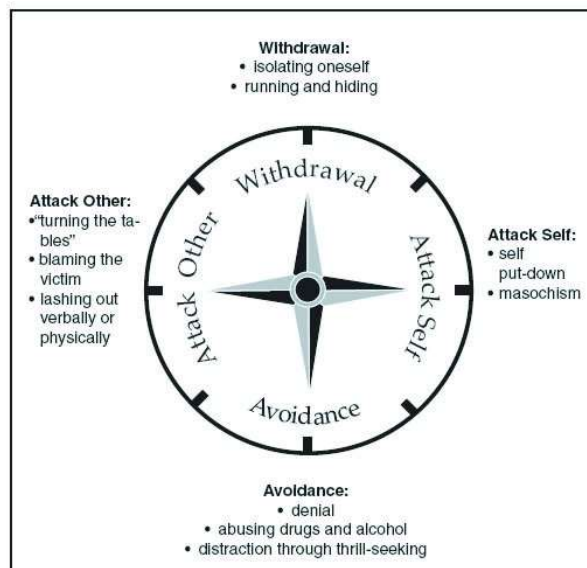 Withdrawal:
• isolating oneself
• running and hiding
Withdrawal
Attack Other:
•“turning the ta-
bles”
• blaming the
victim
• lashing out
verbally or
physically
Attack Other
Attack Self
Attack Self:
• self
put-down
• masochism
Avoidance
Avoidance:
• denial
• abusing drugs and alcohol
• distraction through thrill-seeking